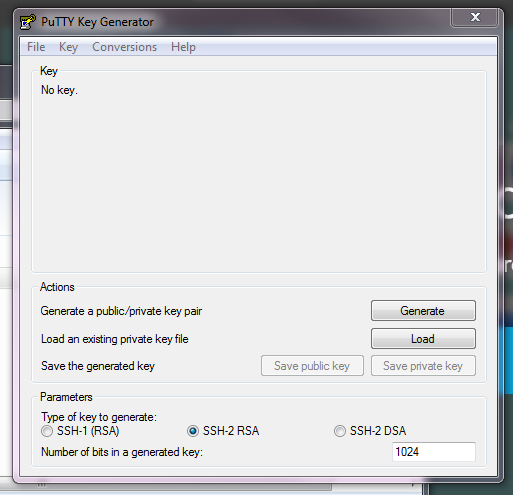 PuTTY Key Generator
File Key Conversions Help
Key
No key.
Actions
Generate a public/private key pair Generate
Load an existing private key file Load
Save the generated key Save public key Save private key
Parameters
Type of key to generate:
SSH-1 (RSA) SSH-2 RSA SSH-2 DSA
Number of bits in a generated key: 1024